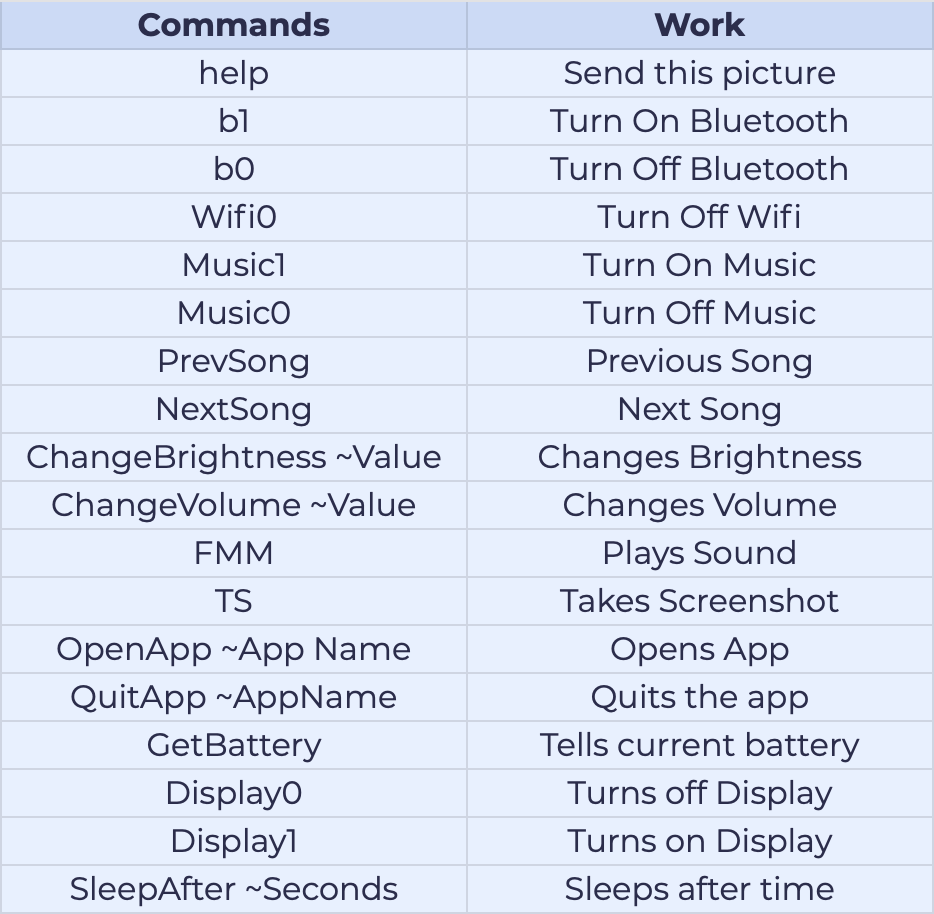 Commands Work
help Send this picture
b1 Turn On Bluetooth
b0 Turn Off Bluetooth
Wifi0 Turn Off Wifi
Music1 Turn On Music
Music0 Turn Off Music
PrevSong Previous Song
NextSong Next Song
ChangeBrightness ~Value Changes Brightness
ChangeVolume ~Value Changes Volume
FMM Plays Sound
TS Takes Screenshot
OpenApp ~App Name Opens App
QuitApp ~AppName Quits the app
GetBattery Tells current battery
Display0 Turns off Display
Display1 Turns on Display
SleepAfter ~Seconds Sleeps after time